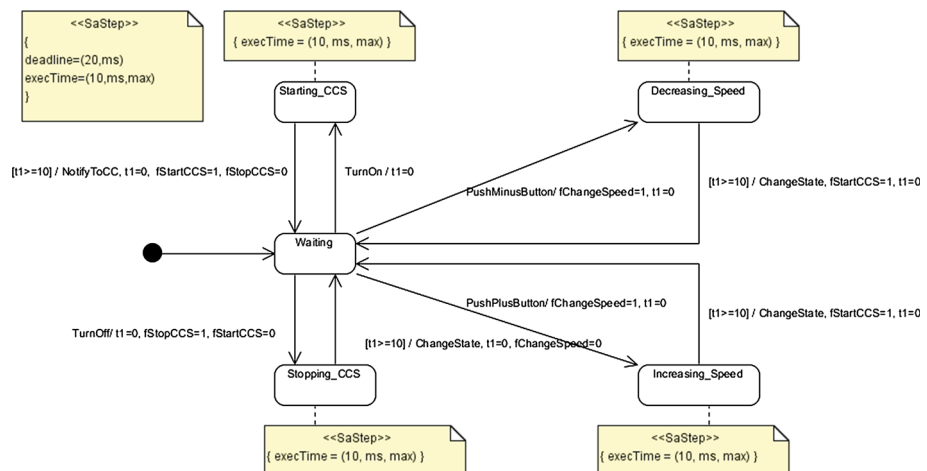 <<SaStep>>
{
deadline=(20,ms)
execTime=(10,ms,max)
}
<<SaStep>>
{ execTime = (10, ms, max) }
<<SaStep>>
{ execTime = (10, ms, max) }
Starting_CCS
Decreasing_Speed
[t1>=10] / NotifyToCC, t1=0, fStartCCS=1, fStopCCS=0
TurnOn / t1=0
PushMinusButton/ fChangeSpeed=1, t1=0
[t1>=10] / ChangeState, fStartCCS=1, t1=0
Waiting
TurnOff/ t1=0, fStopCCS=1, fStartCCS=0
PushPlusButton/ fChangeSpeed=1, t1=0
[t1>=10] / ChangeState, fStartCCS=1, t1=0
[t1>=10] / ChangeState, t1=0, fChangeSpeed=0
Stopping_CCS
Increasing_Speed
<<SaStep>>
{ execTime = (10, ms, max) }
<<SaStep>>
{ execTime = (10, ms, max) }